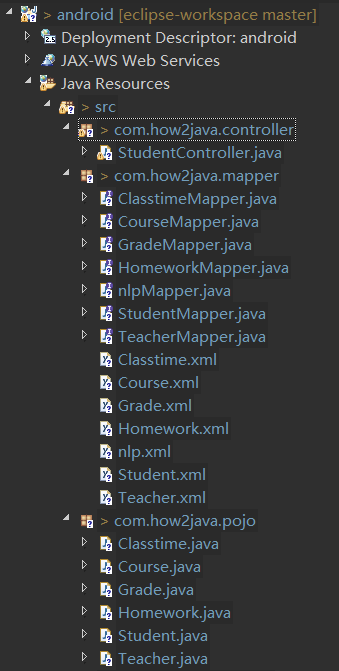 > android [eclipse-workspace master]
Deployment Descriptor: android
JAX-WS Web Services
Java Resources
> src
> com.how2java.controller
StudentController.java
> com.how2java.mapper
ClasstimeMapper.java
CourseMapper.java
GradeMapper.java
HomeworkMapper.java
nlpMapper.java
StudentMapper.java
TeacherMapper.java
Classtime.xml
Course.xml
Grade.xml
Homework.xml
nlp.xml
Student.xml
Teacher.xml
> com.how2java.pojo
Classtime.java
Course.java
Grade.java
Homework.java
Student.java
Teacher.java